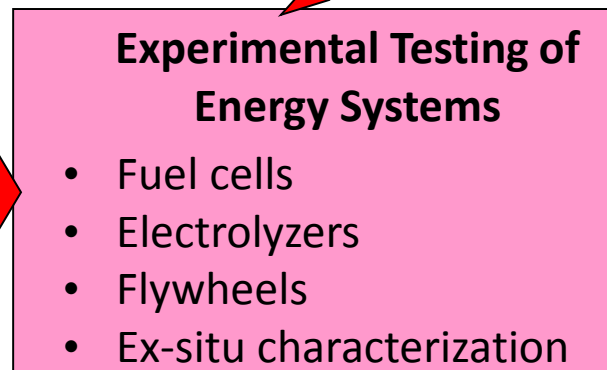 Experimental Testing of
Energy Systems
• Fuel cells
• Electrolyzers
• Flywheels
• Ex-situ characterization